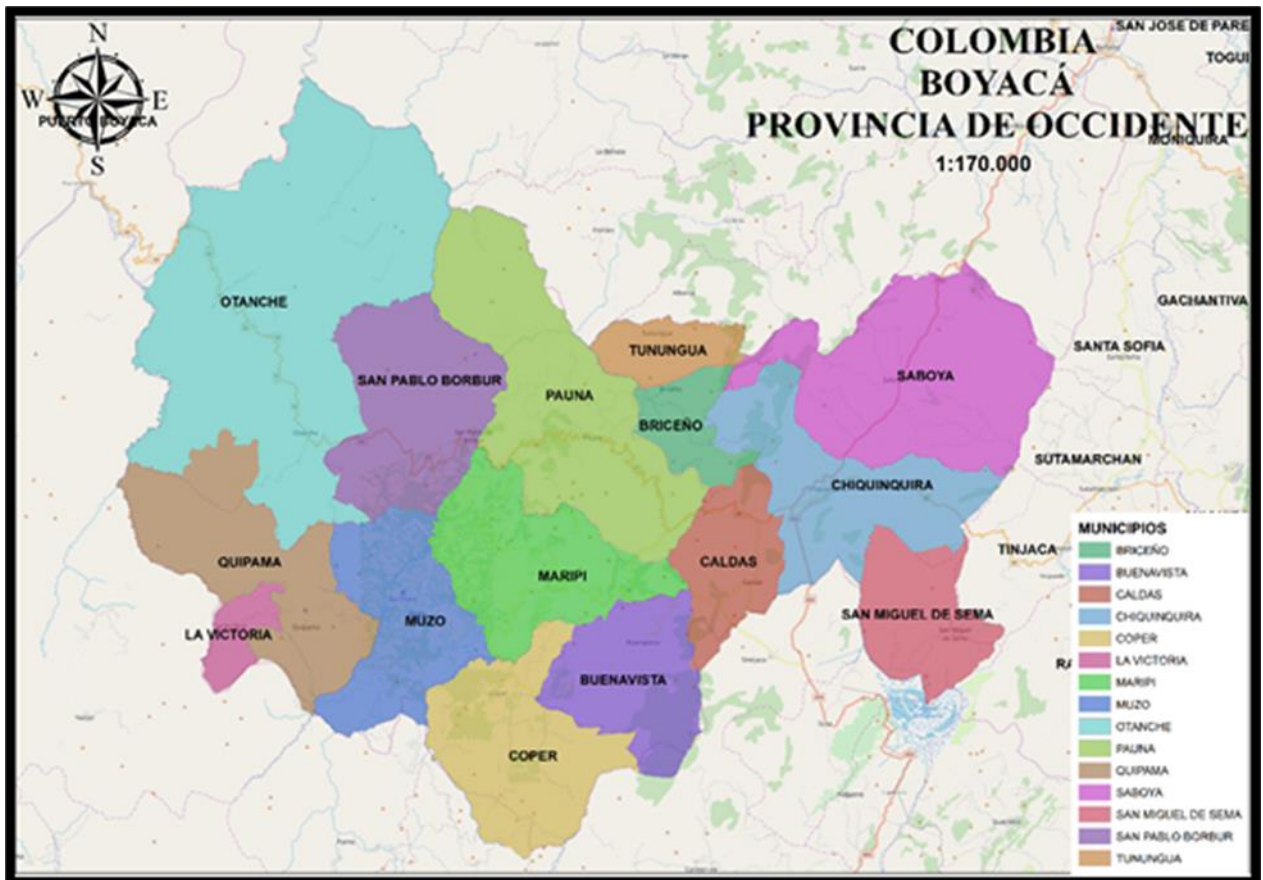 N
W E
S
PUERTO BOYACA
COLOMBIA
BOYACÁ
PROVINCIA DE OCCIDENTE
1:170.000
SAN JOSE DE PARE
TOGUI
MONIQUIRA
GACHANTIVA
SANTA SOFIA
SUTAMARCHAN
TINJACA
OTANCHE
SAN PABLO BORBUR
PAUNA
TUNUNGUA
BRICEÑO
SABOYA
CHIQUINQUIRA
QUIPAMA
LA VICTORIA
MUZO
MARIPI
CALDAS
SAN MIGUEL DE SEMA
BUENAVISTA
COPER
RA
MUNICIPIOS
BRICEÑO
BUENAVISTA
CALDAS
CHIQUINQUIRA
COPER
LA VICTORIA
MARIPI
MUZO
OTANCHE
PAUNA
QUIPAMA
SABOYA
SAN MIGUEL DE SEMA
SAN PABLO BORBUR
TUNUNGUA